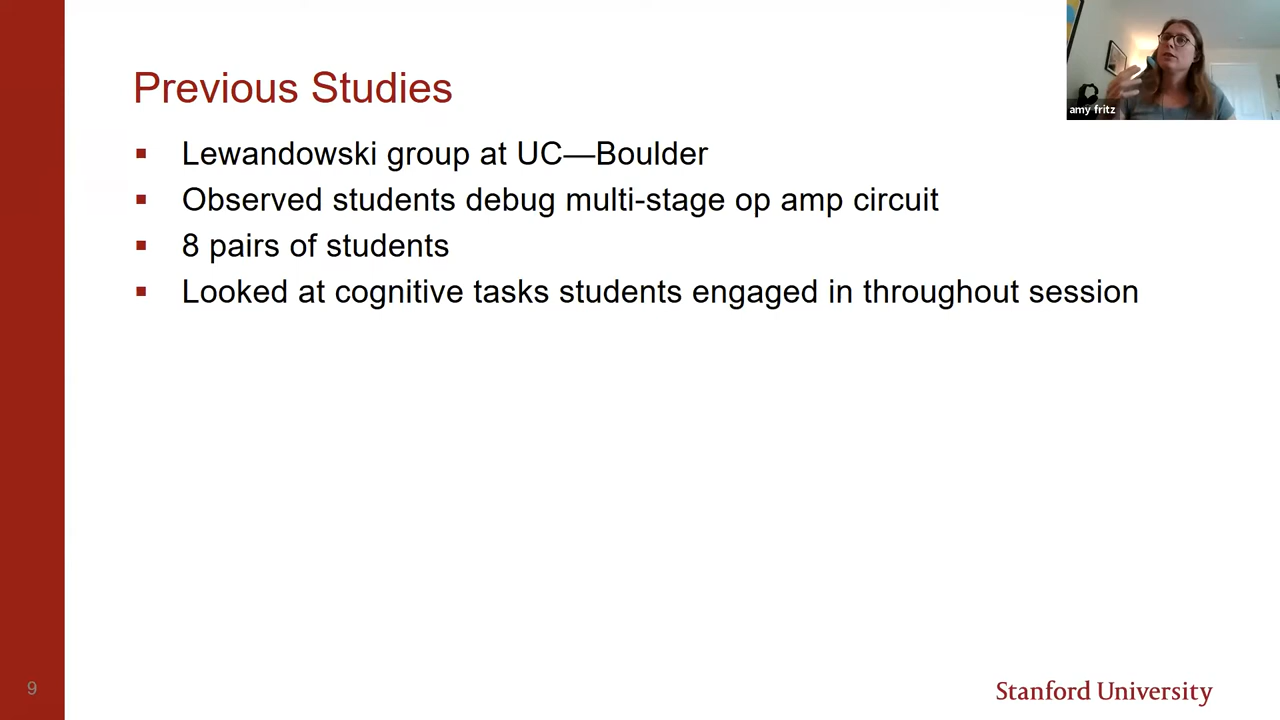 Previous Studies
Lewandowski group at UC—Boulder
Observed students debug multi-stage op amp circuit
8 pairs of students
Looked at cognitive tasks students engaged in throughout session
amy fritz
9
Stanford University